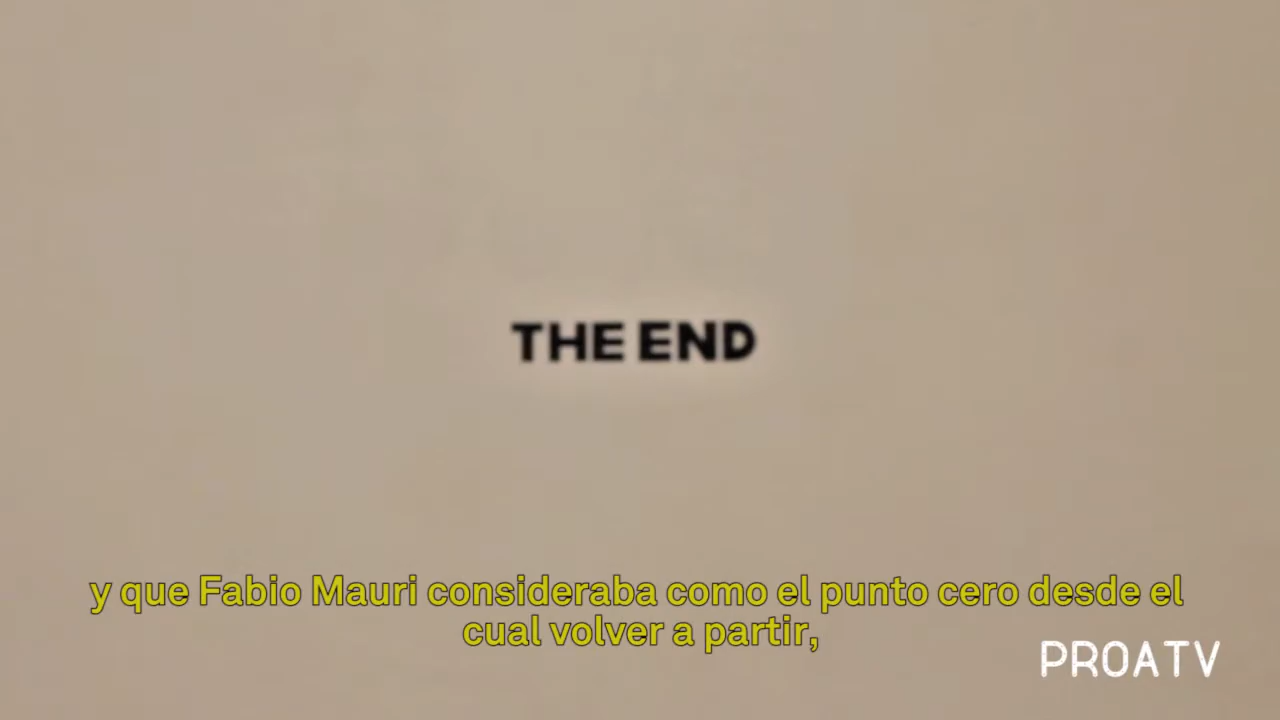 THE END
y que Fabio Mauri consideraba como el punto cero desde el
cual volver a partir,
PROATV